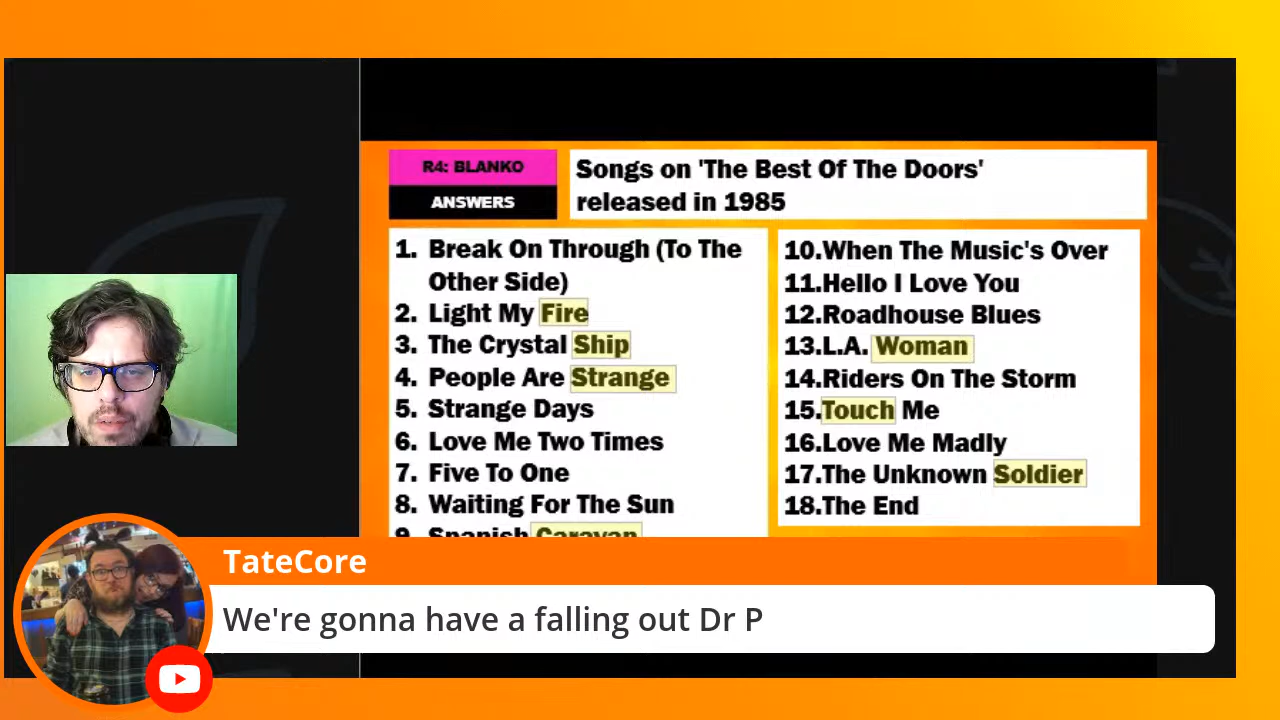 R4: BLANKO
ANSWERS
Songs on 'The Best Of The Doors'
released in 1985
1. Break On Through (To The
Other Side)
2. Light My Fire
3. The Crystal Ship
4. People Are Strange
5. Strange Days
6. Love Me Two Times
7. Five To One
8. Waiting For The Sun
9. Spanish Caravan
10.When The Music's Over
11.Hello I Love You
12.Roadhouse Blues
13.L.A. Woman
14.Riders On The Storm
15.Touch Me
16.Love Me Madly
17.The Unknown Soldier
18.The End
TateCore
We're gonna have a falling out Dr P